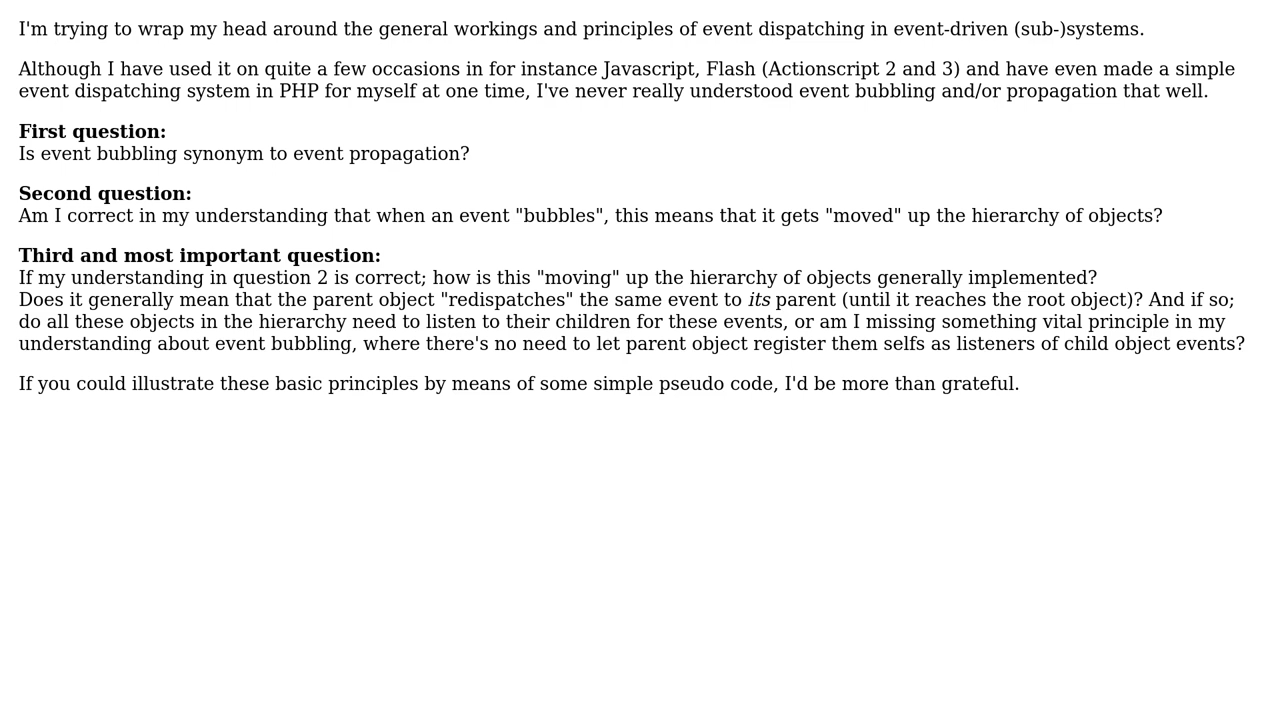 I'm trying to wrap my head around the general workings and principles of event dispatching in event-driven (sub-)systems.
Although I have used it on quite a few occasions in for instance Javascript, Flash (Actionscript 2 and 3) and have even made a simple
event dispatching system in PHP for myself at one time, I've never really understood event bubbling and/or propagation that well.
First question:
Is event bubbling synonym to event propagation?
Second question:
Am I correct in my understanding that when an event "bubbles", this means that it gets "moved" up the hierarchy of objects?
Third and most important question:
If my understanding in question 2 is correct; how is this "moving" up the hierarchy of objects generally implemented?
Does it generally mean that the parent object "redispatches" the same event to its parent (until it reaches the root object)? And if so;
do all these objects in the hierarchy need to listen to their children for these events, or am I missing something vital principle in my
understanding about event bubbling, where there's no need to let parent object register them selfs as listeners of child object events?
If you could illustrate these basic principles by means of some simple pseudo code, I'd be more than grateful.